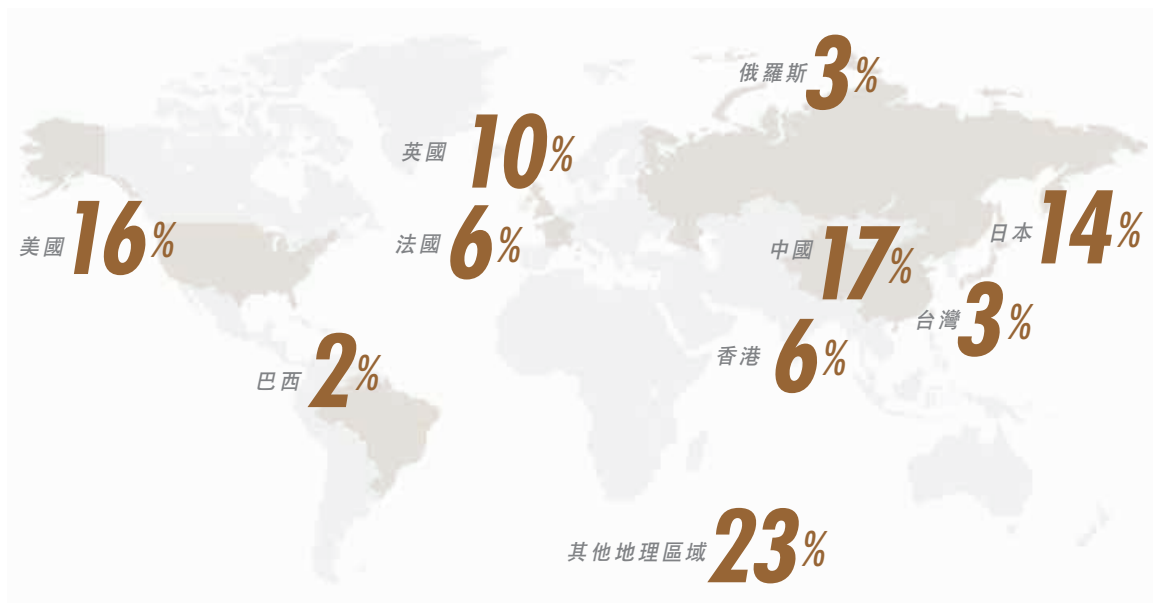 俄羅斯 3%
英國 10%
美國 16%
法國 6%
中國 17%
日本 14%
台灣 3%
香港 6%
巴西 2%
其他地理區域 23%